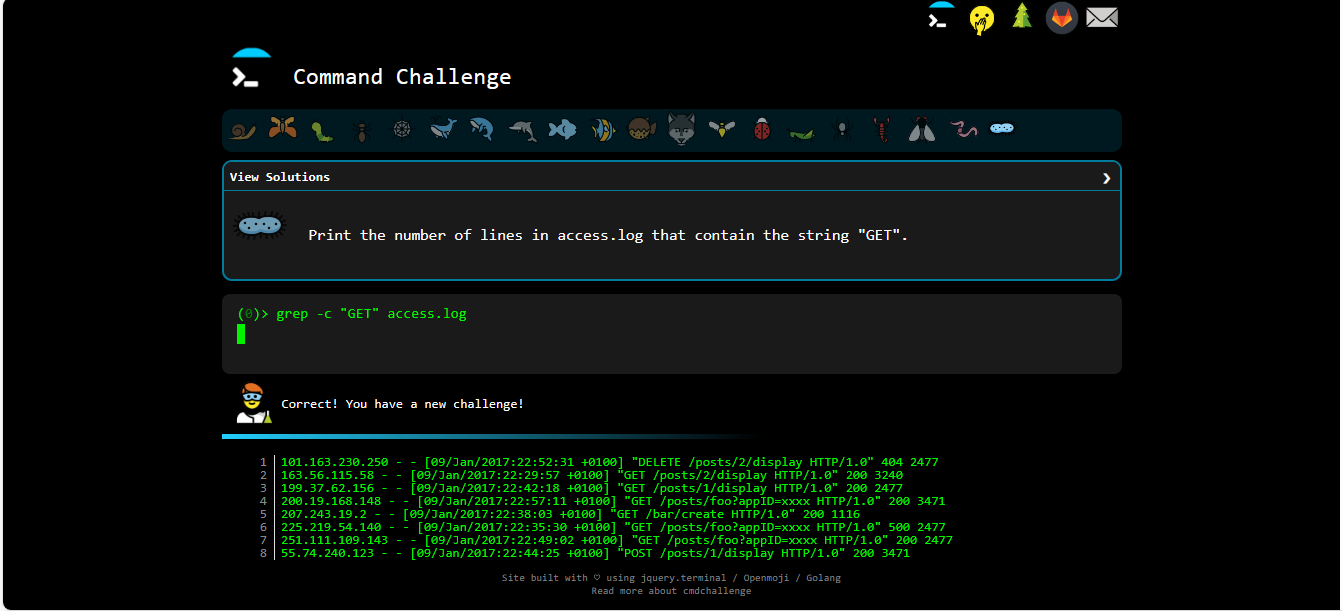 Command Challenge
View Solutions
Print the number of lines in access.log that contain the string "GET".
(0)> grep -c "GET" access.log
Correct! You have a new challenge!
1 101.163.230.250 - - [09/Jan/2017:22:52:31 +0100] "DELETE /posts/2/display HTTP/1.0" 404 2477
2 163.56.115.58 - - [09/Jan/2017:22:29:57 +0100] "GET /posts/2/display HTTP/1.0" 200 3240
3 199.37.62.156 - - [09/Jan/2017:22:42:18 +0100] "GET /posts/1/display HTTP/1.0" 200 2477
4 200.19.168.148 - - [09/Jan/2017:22:57:11 +0100] "GET /posts/foo?appID=xxxx HTTP/1.0" 200 3471
5 207.243.19.2 - - [09/Jan/2017:22:38:03 +0100] "GET /bar/create HTTP/1.0" 200 1116
6 225.219.54.140 - - [09/Jan/2017:22:35:30 +0100] "GET /posts/foo?appID=xxxx HTTP/1.0" 500 2477
7 251.111.109.143 - - [09/Jan/2017:22:49:02 +0100] "GET /posts/foo?appID=xxxx HTTP/1.0" 200 2477
8 55.74.240.123 - - [09/Jan/2017:22:44:25 +0100] "POST /posts/1/display HTTP/1.0" 200 3471
Site built with ♡ using jquery.terminal / Openmoji / Golang
Read more about cmdchallenge